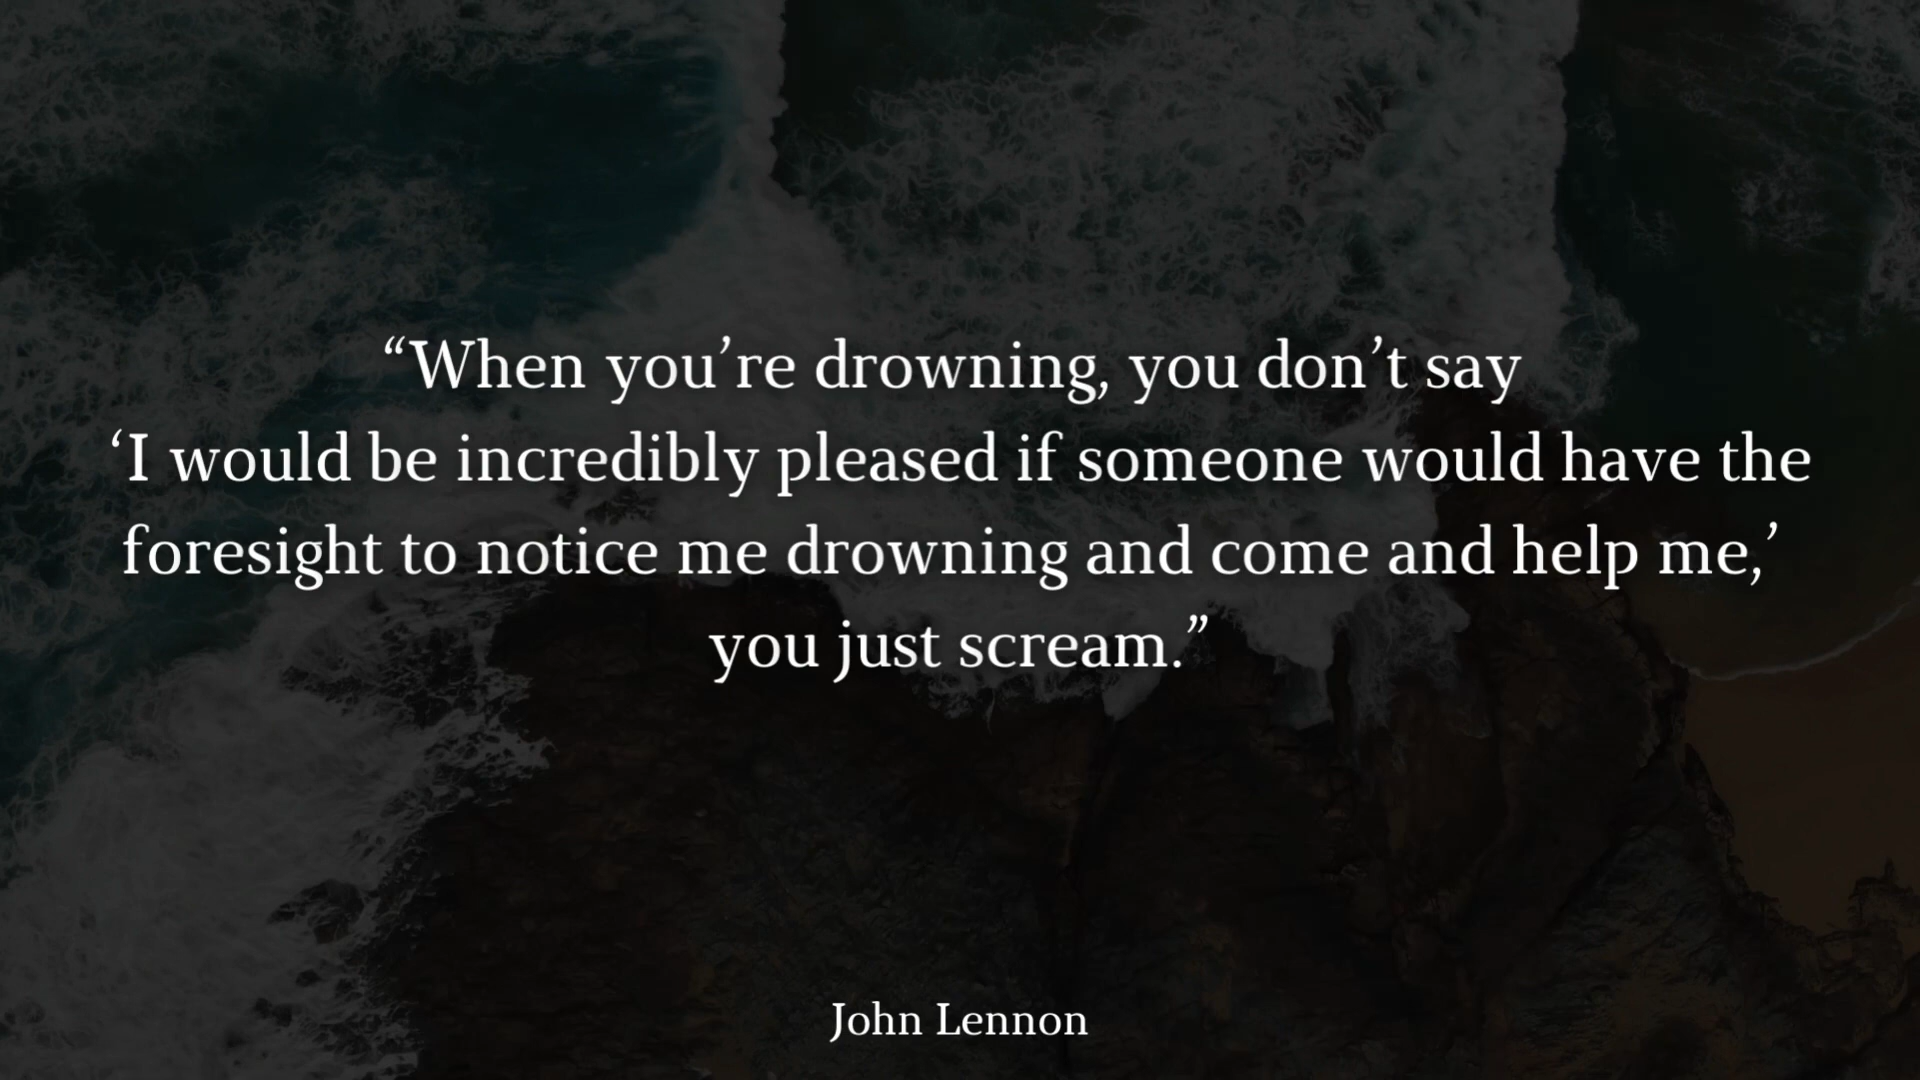 “When you’re drowning, you don’t say
‘I would be incredibly pleased if someone would have the
foresight to notice me drowning and come and help me,’
you just scream.”
John Lennon